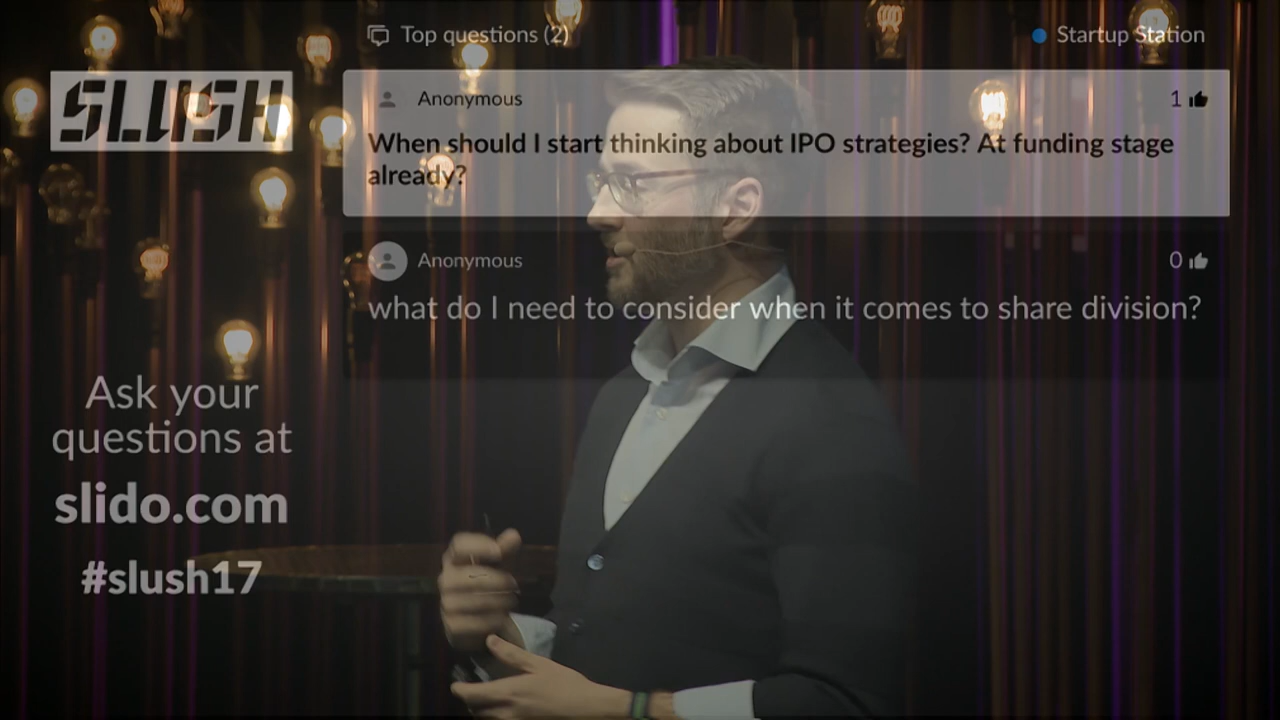 Top questions (2)
Startup Station
SLUSH
Anonymous
1
When should I start thinking about IPO strategies? At funding stage
already?
Anonymous
0
what do I need to consider when it comes to share division?
Ask your
questions at
slido.com
#slush17